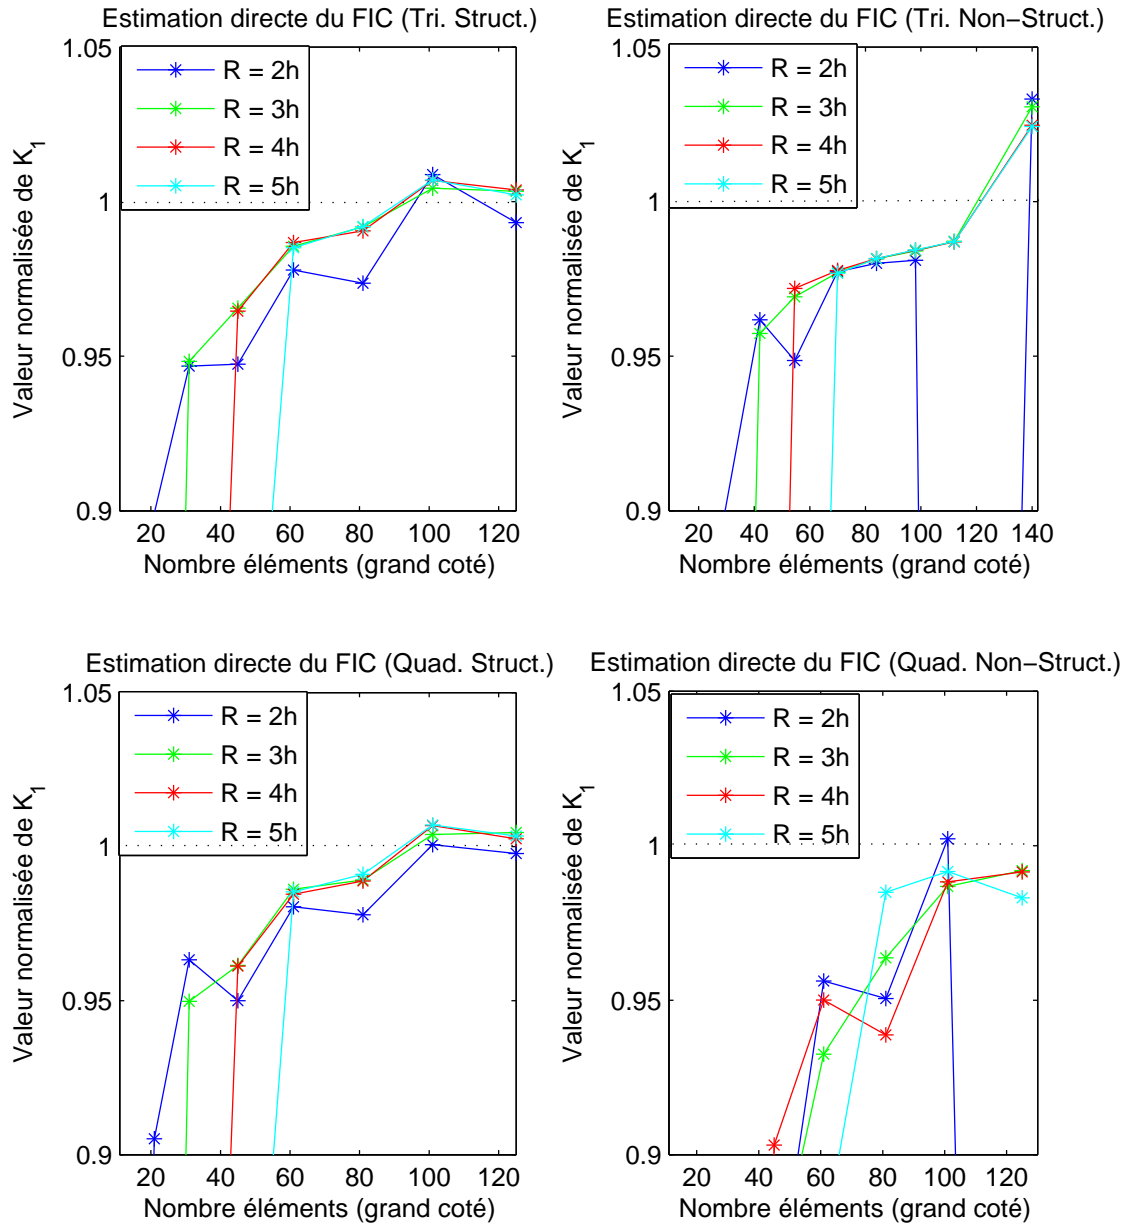 Estimation directe du FIC (Tri. Struct.)
1.05
1
0.95
0.9
Valeur normalisée de K1
R = 2h
R = 3h
R = 4h
R = 5h
20 40 60 80 100 120
Nombre éléments (grand coté)
Estimation directe du FIC (Tri. Non−Struct.)
1.05
1
0.95
0.9
Valeur normalisée de K1
R = 2h
R = 3h
R = 4h
R = 5h
20 40 60 80 100 120 140
Nombre éléments (grand coté)
Estimation directe du FIC (Quad. Struct.)
1.05
1
0.95
0.9
Valeur normalisée de K1
R = 2h
R = 3h
R = 4h
R = 5h
20 40 60 80 100 120
Nombre éléments (grand coté)
Estimation directe du FIC (Quad. Non−Struct.)
1.05
1
0.95
0.9
Valeur normalisée de K1
R = 2h
R = 3h
R = 4h
R = 5h
20 40 60 80 100 120
Nombre éléments (grand coté)